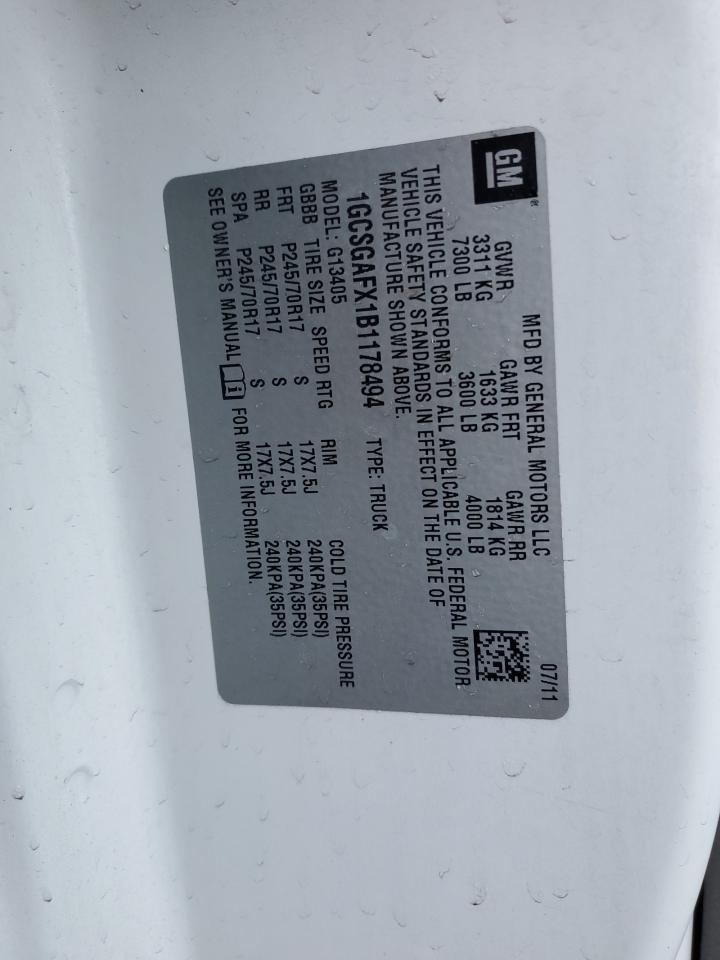 GM
MFD BY GENERAL MOTORS LLC 07/11
GVWR GAWR FRT GAWR RR
3311 KG 1633 KG 1814 KG
7300 LB 3600 LB 4000 LB
THIS VEHICLE CONFORMS TO ALL APPLICABLE U.S. FEDERAL MOTOR
VEHICLE SAFETY STANDARDS IN EFFECT ON THE DATE OF
MANUFACTURE SHOWN ABOVE.
1GCSGAFX1B1178494 TYPE: TRUCK
MODEL: G13405
GBBB TIRE SIZE SPEED RTG RIM COLD TIRE PRESSURE
FRT P245/70R17 S 17X7.5J 240KPA(35PSI)
RR P245/70R17 S 17X7.5J 240KPA(35PSI)
SPA P245/70R17 S 17X7.5J 240KPA(35PSI)
SEE OWNER'S MANUAL FOR MORE INFORMATION.